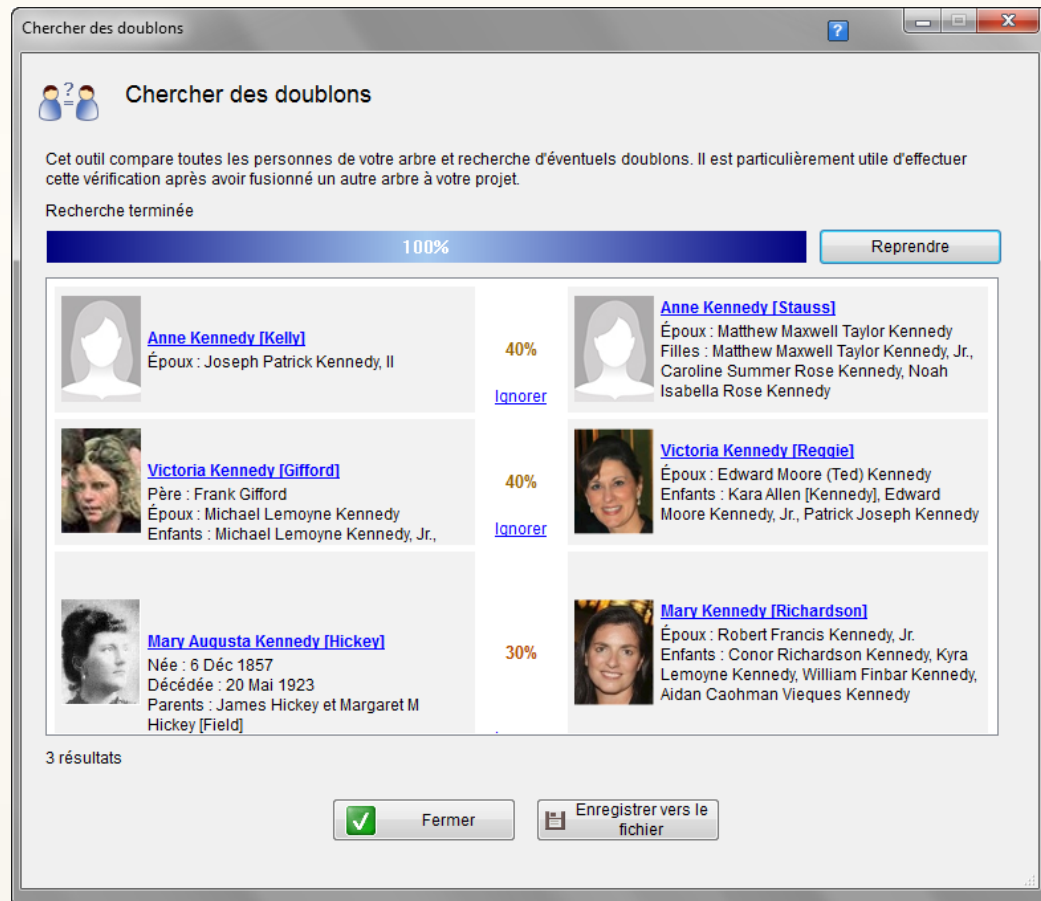 Chercher des doublons
?
Chercher des doublons
Cet outil compare toutes les personnes de votre arbre et recherche d'éventuels doublons. Il est particulièrement utile d'effectuer
cette vérification après avoir fusionné un autre arbre à votre projet.
Recherche terminée
100%
Reprendre
Anne Kennedy [Kelly]
Époux : Joseph Patrick Kennedy, II
40%
Ignorer
Anne Kennedy [Stauss]
Époux : Matthew Maxwell Taylor Kennedy
Filles : Matthew Maxwell Taylor Kennedy, Jr.,
Caroline Summer Rose Kennedy, Noah
Isabella Rose Kennedy
Victoria Kennedy [Gifford]
Père : Frank Gifford
Époux : Michael Lemoyne Kennedy
Enfants : Michael Lemoyne Kennedy, Jr.,
40%
Ignorer
Victoria Kennedy [Reggie]
Époux : Edward Moore (Ted) Kennedy
Enfants : Kara Allen [Kennedy], Edward
Moore Kennedy, Jr., Patrick Joseph Kennedy
Mary Augusta Kennedy [Hickey]
Née : 6 Déc 1857
Décédée : 20 Mai 1923
Parents : James Hickey et Margaret M
Hickey [Field]
30%
Mary Kennedy [Richardson]
Époux : Robert Francis Kennedy, Jr.
Enfants : Conor Richardson Kennedy, Kyra
Lemoyne Kennedy, William Finbar Kennedy,
Aidan Caohman Vieques Kennedy
3 résultats
Fermer
Enregistrer vers le
fichier